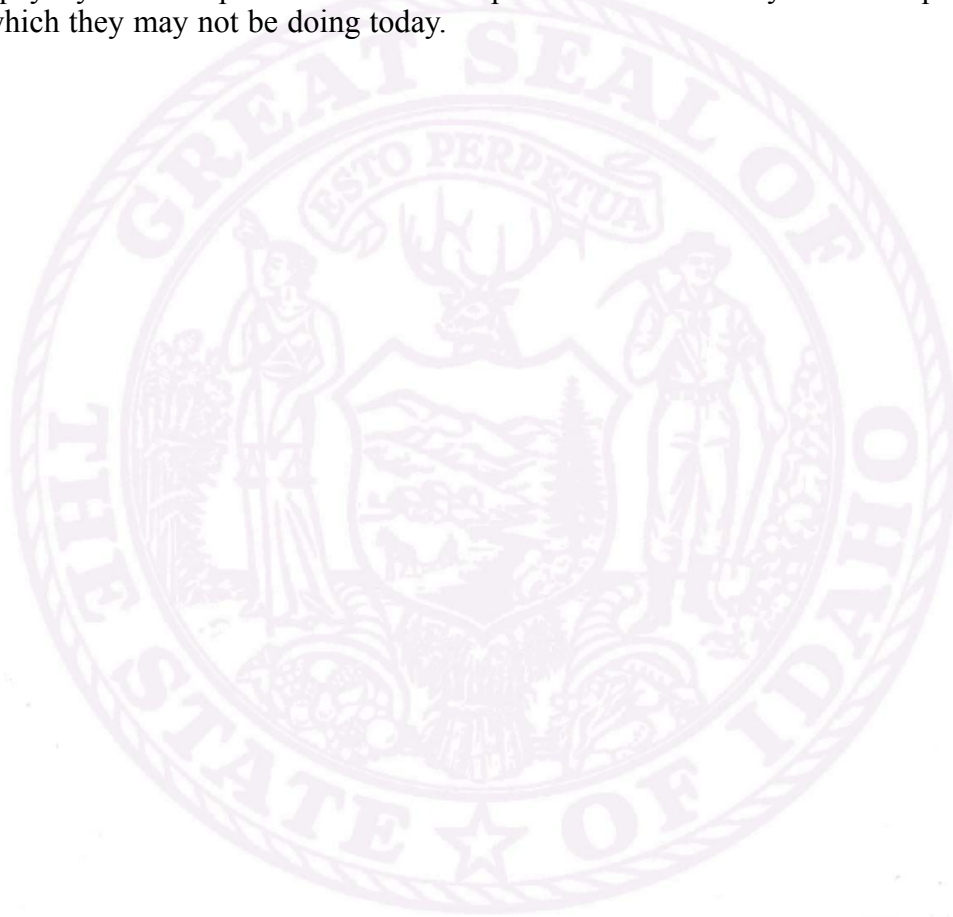 which they may not be doing today.
THE GREAT SEAL OF
ESTO PERPETUA
THE STATE OF IDAHO